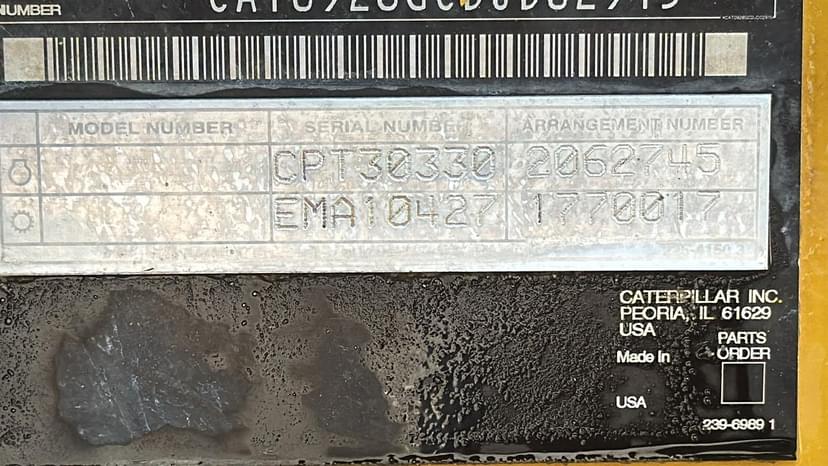 NUMBER
CAT0928GCDJD02915
MODEL NUMBER SERIAL NUMBER ARRANGEMENT NUMBER
CPT30330 2062745
EMA10427 1770017
CATERPILLAR INC.
PEORIA, IL 61629
USA
PARTS
Made in ORDER
USA
239-6989 1